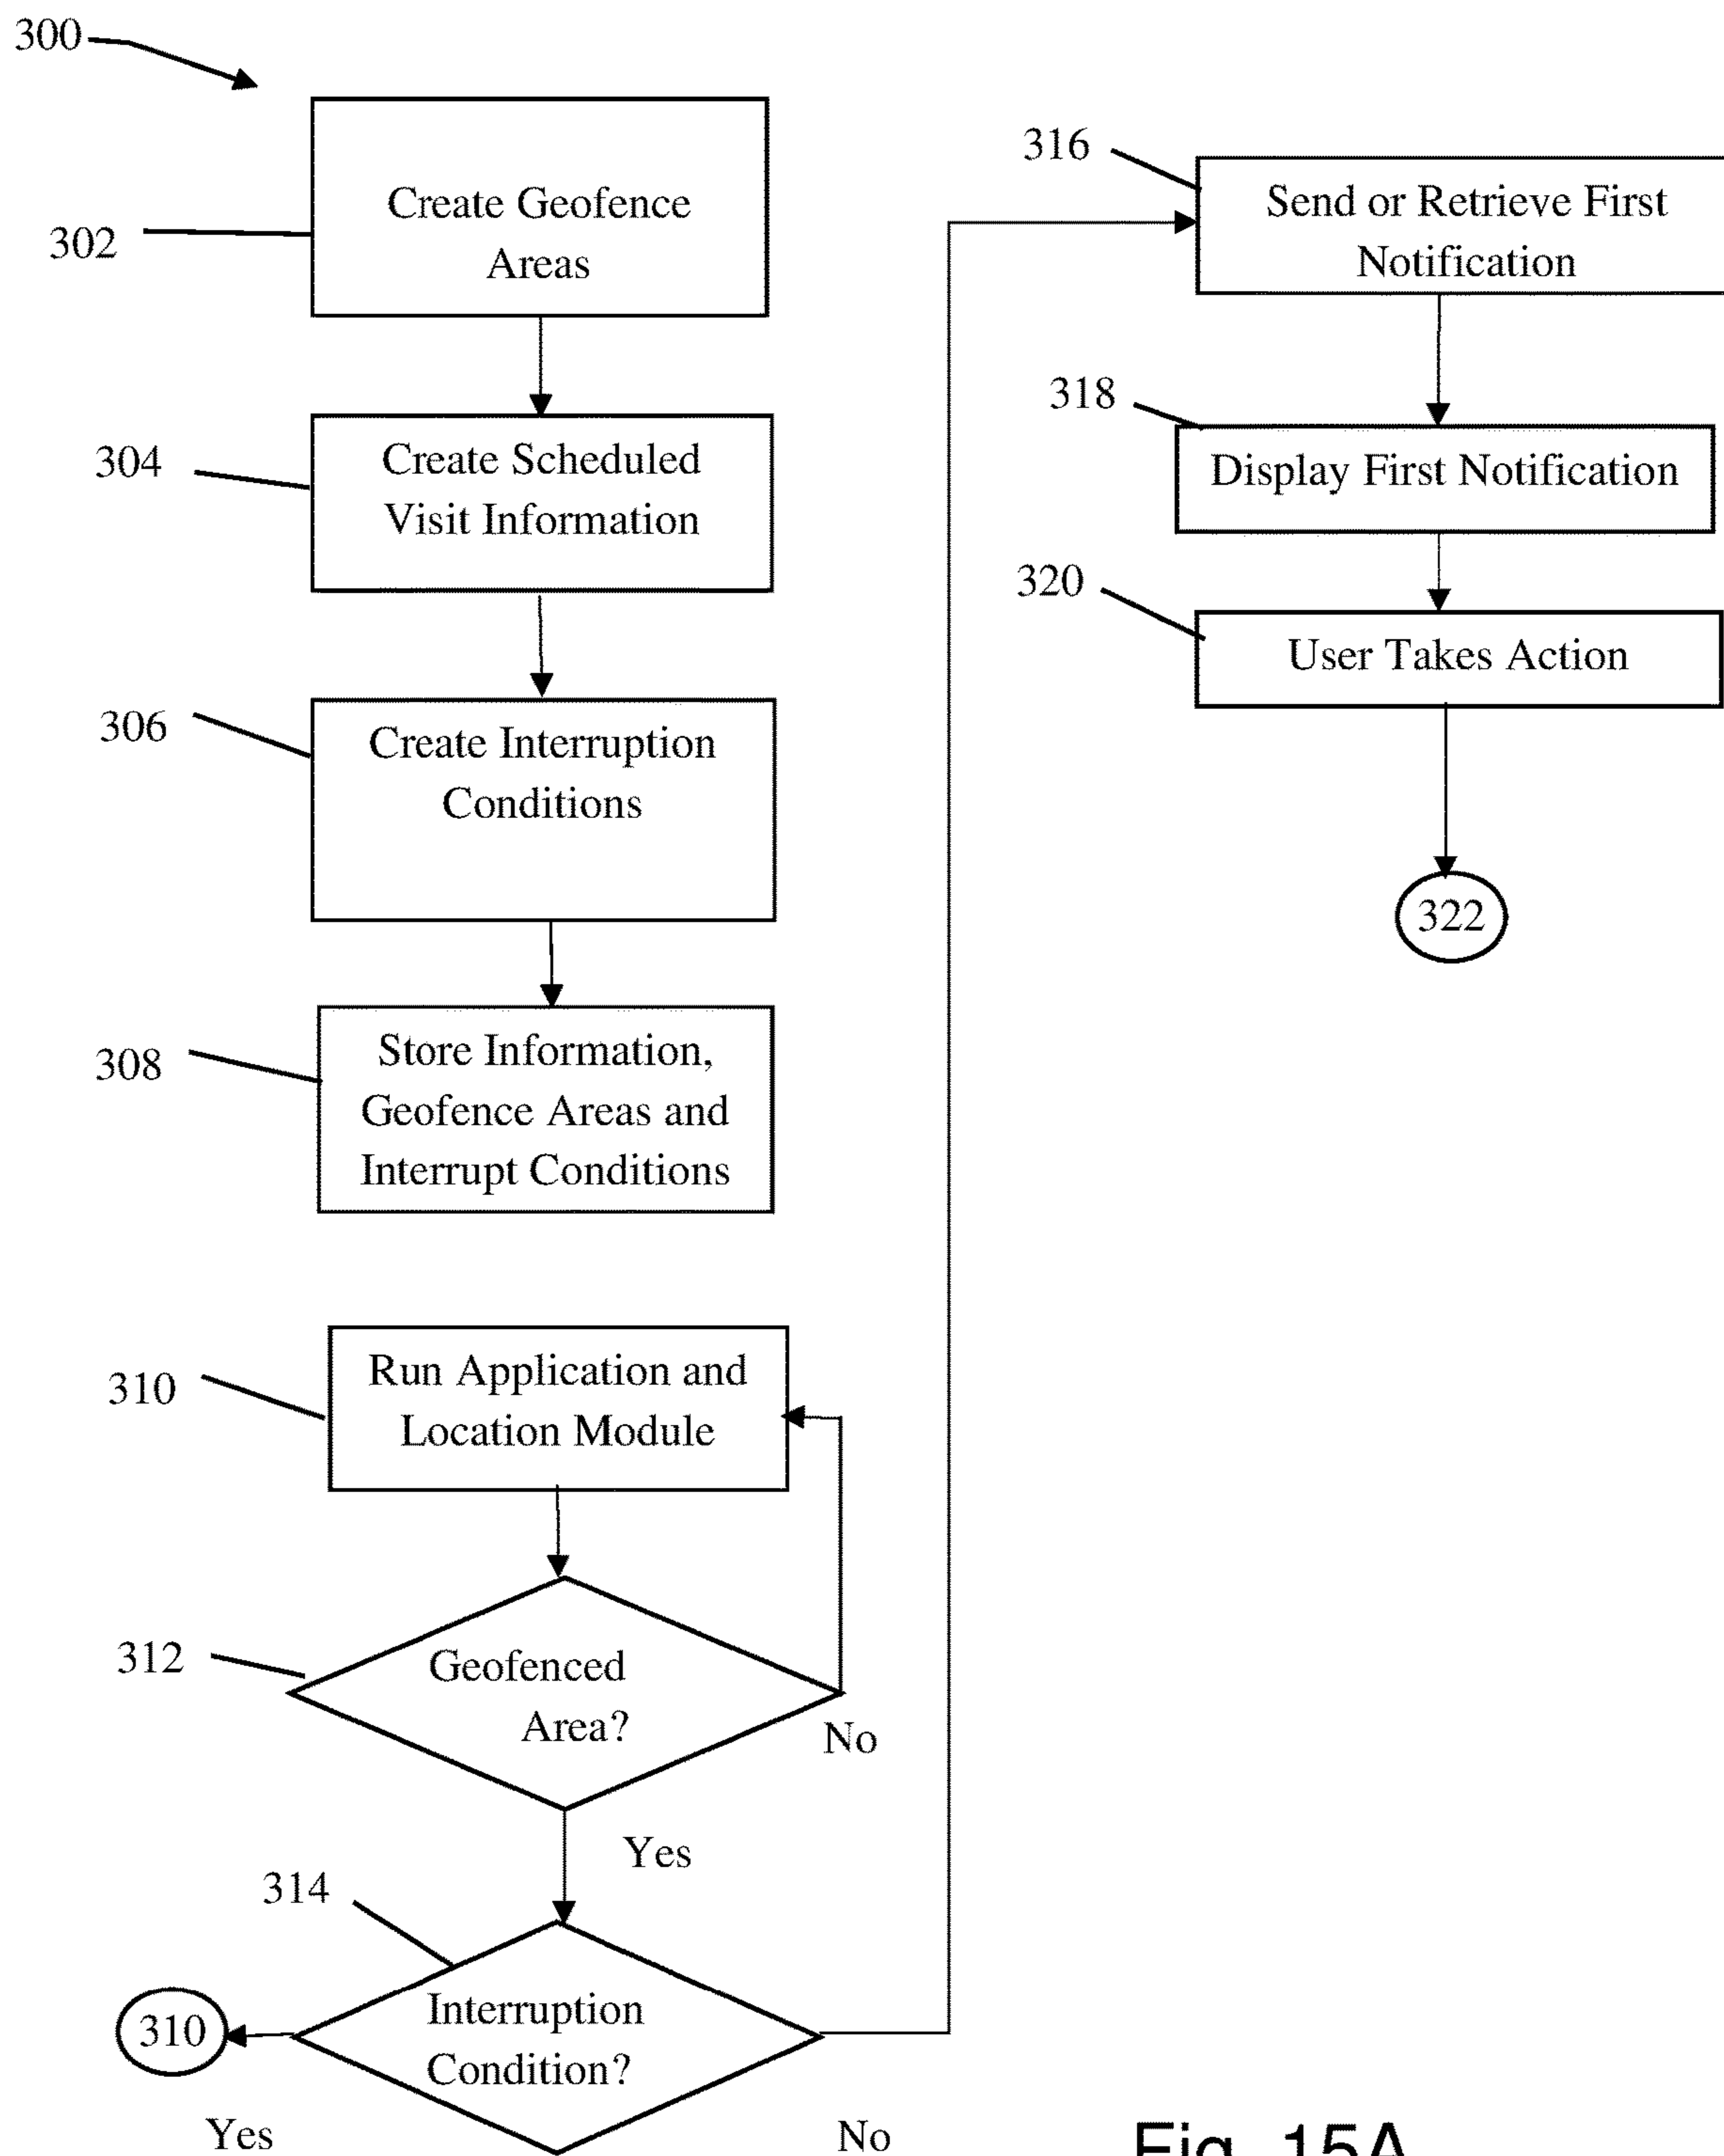 300
302
Create Geofence
Areas
304
Create Scheduled
Visit Information
306
Create Interruption
Conditions
308
Store Information,
Geofence Areas and
Interrupt Conditions
310
Run Application and
Location Module
312
Geofenced
Area?
No
Yes
314
Interruption
Condition?
310
Yes
No
316
Send or Retrieve First
Notification
318
Display First Notification
320
User Takes Action
322
Fig. 15A